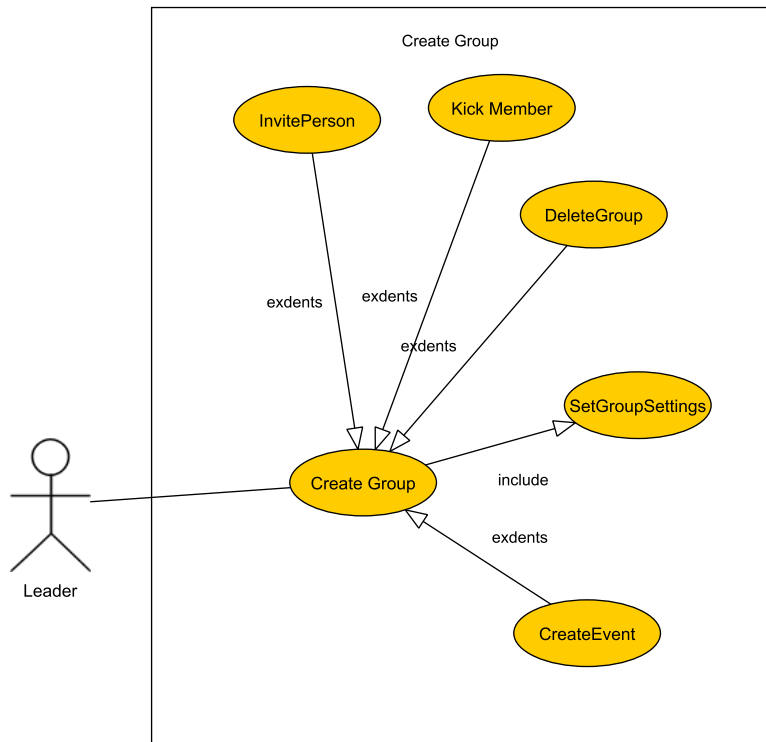 Create Group
Kick Member
InvitePerson
DeleteGroup
exdents
exdents
exdents
SetGroupSettings
include
Create Group
exdents
Leader
CreateEvent